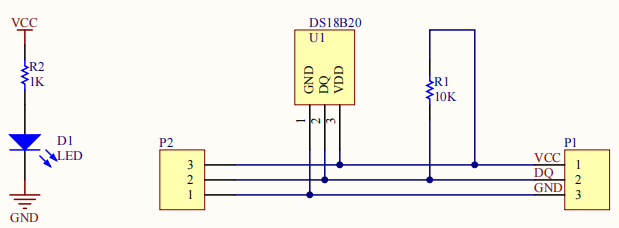 VCC
R2
1K
D1
LED
GND
DS18B20
U1
GND
DQ
VDD
1
2
3
R1
10K
P2
3
2
1
P1
VCC
1
DQ
2
GND
3